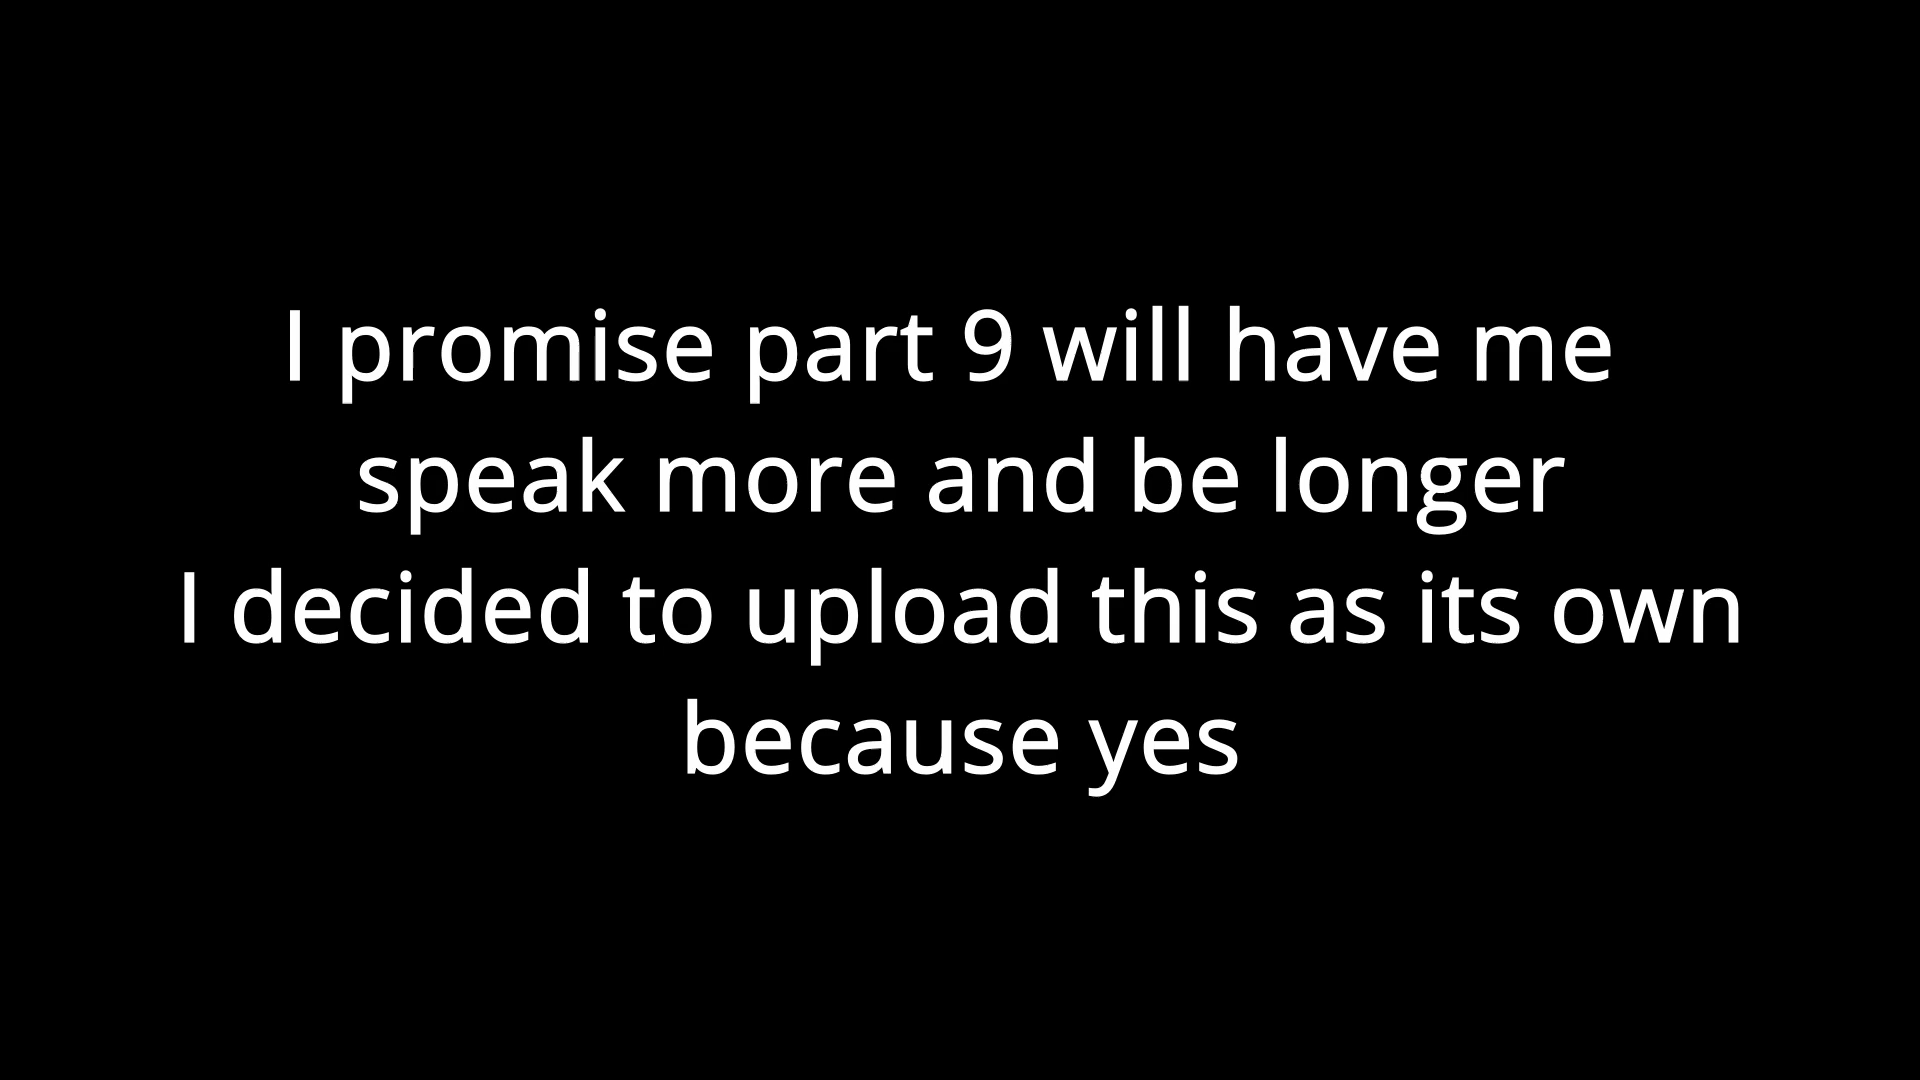 I promise part 9 will have me
speak more and be longer
I decided to upload this as its own
because yes